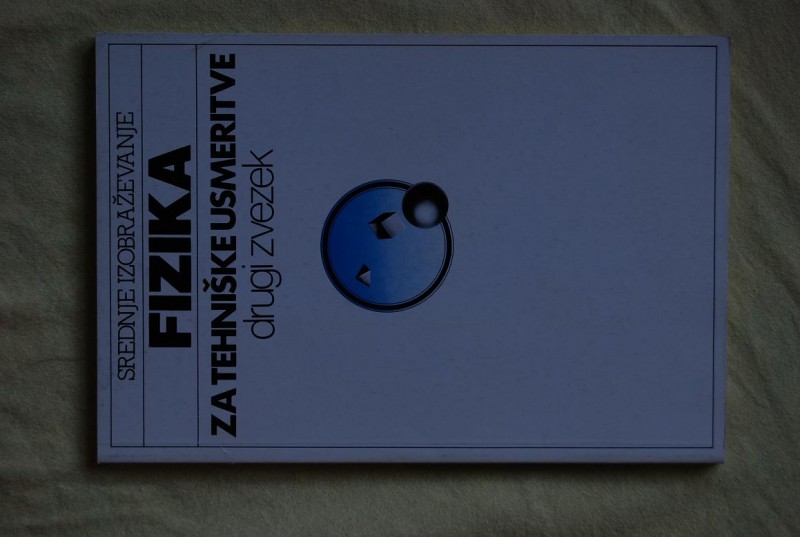 SREDNJE IZOBRAŽEVANJE
FIZIKA
ZA TEHNIŠKE USMERITVE
drugi zvezek